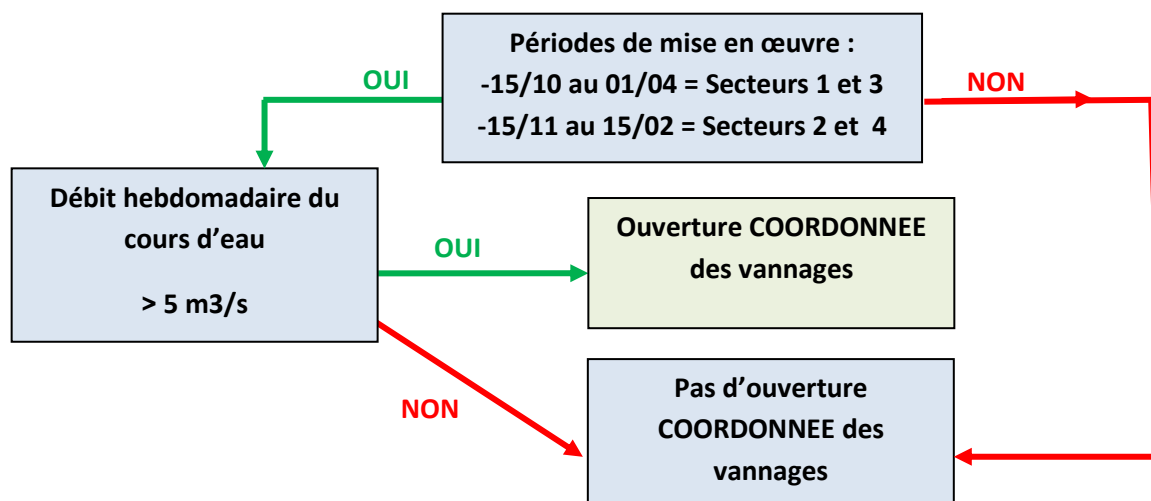 Périodes de mise en œuvre :
-15/10 au 01/04 = Secteurs 1 et 3
-15/11 au 15/02 = Secteurs 2 et 4
OUI
NON
Débit hebdomadaire du
cours d’eau
> 5 m3/s
OUI
Ouverture COORDONNEE
des vannages
NON
Pas d’ouverture
COORDONNEE des
vannages